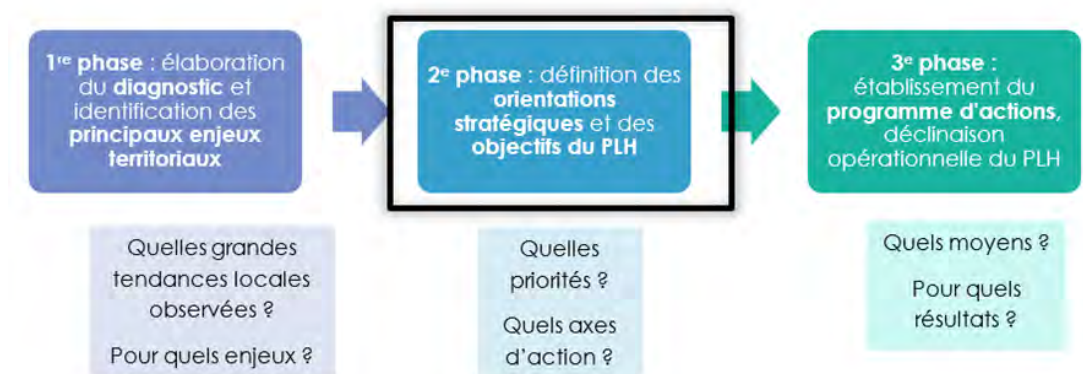 1re phase : élaboration
du diagnostic et
identification des
principaux enjeux
territoriaux
2e phase : définition des
orientations
stratégiques et des
objectifs du PLH
3e phase :
établissement du
programme d'actions,
déclinaison
opérationnelle du PLH
Quelles grandes
tendances locales
observées ?
Pour quels enjeux ?
Quelles
priorités ?
Quels axes
d'action ?
Quels moyens ?
Pour quels
résultats ?